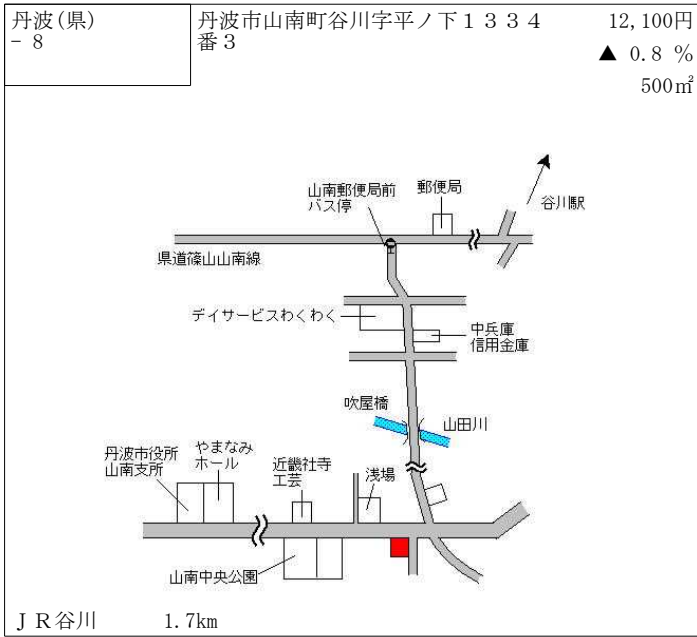 丹波(県)
- 8
丹波市山南町谷川字平ノ下１３３４
番３
12,100円
▲ 0.8 %
500㎡
山南郵便局前
バス停
郵便局
谷川駅
県道篠山山南線
デイサービスわくわく
中兵庫
信用金庫
吹屋橋
山田川
丹波市役所
山南支所
やまなみ
ホール
近畿社寺
工芸
浅場
山南中央公園
ＪＲ谷川 1.7km